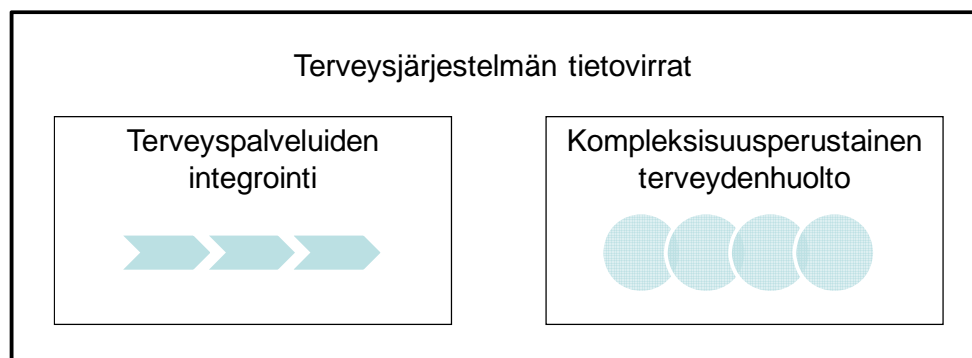 Terveysjärjestelmän tietovirrat
Terveyspalveluiden
integrointi
Kompleksisuusperustainen
terveydenhuolto